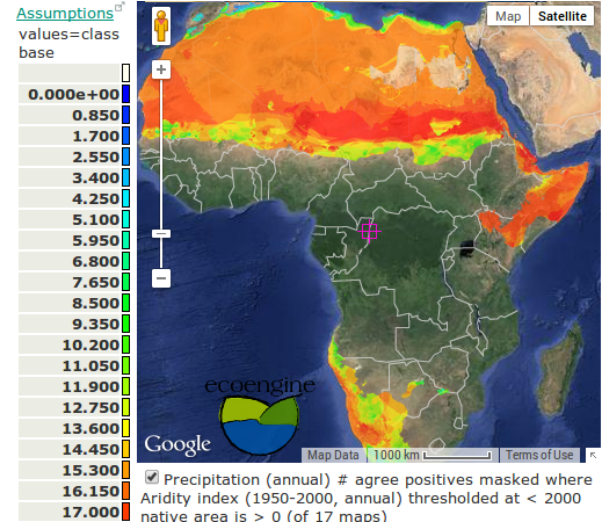 Assumptions
values=class
base
0.000e+00
0.850
1.700
2.550
3.400
4.250
5.100
5.950
6.800
7.650
8.500
9.350
10.200
11.050
11.900
12.750
13.600
14.450
15.300
16.150
17.000
Map Satellite
ecoengine
Google
Map Data 1000 km Terms of Use
Precipitation (annual) # agree positives masked where
Aridity index (1950-2000, annual) thresholded at < 2000
native area is > 0 (of 17 maps)